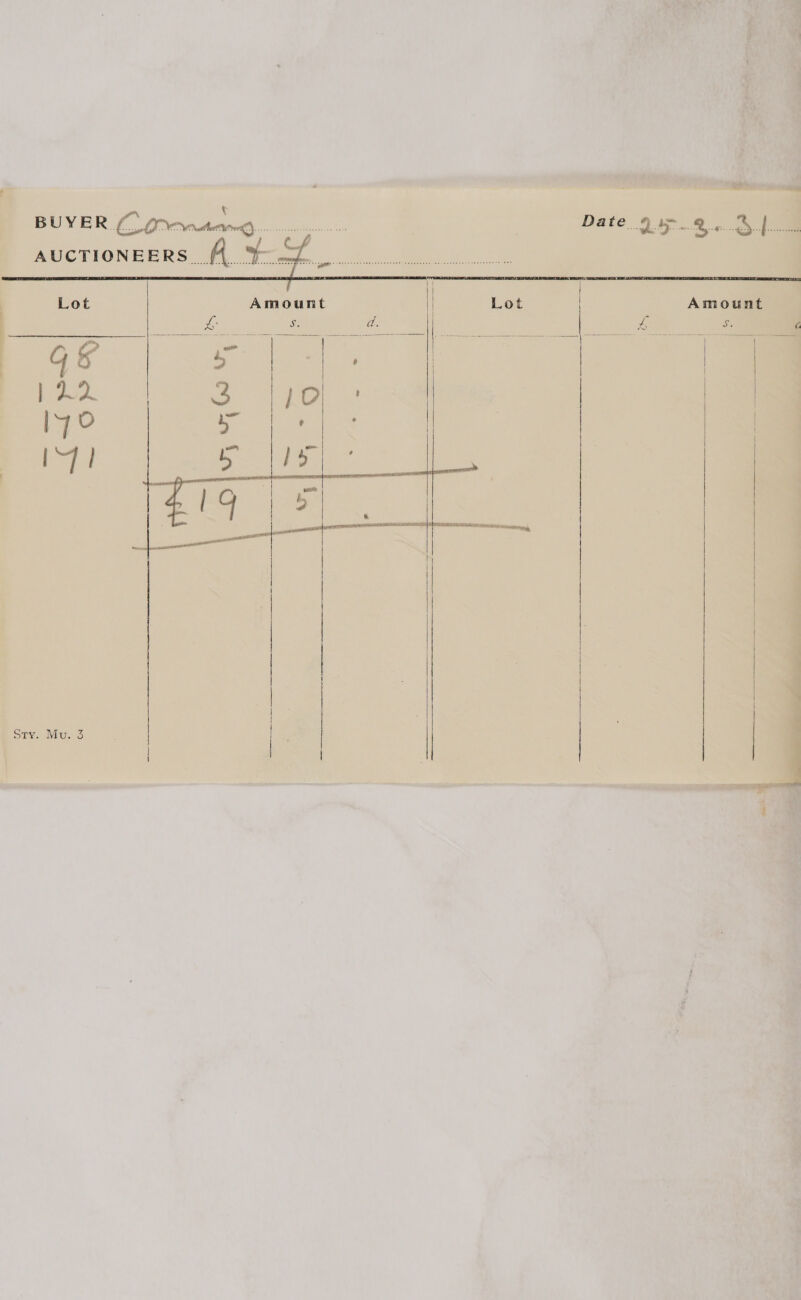 BUYER
Date 25.2.31
AUCTIONEERS
Lot Amount Lot Amount
£ s. d. £ s. d
98 5 - .
122 3 10 .
170 5 . .
171 5 15 .
£19 5 .
Sty. Mu. 3